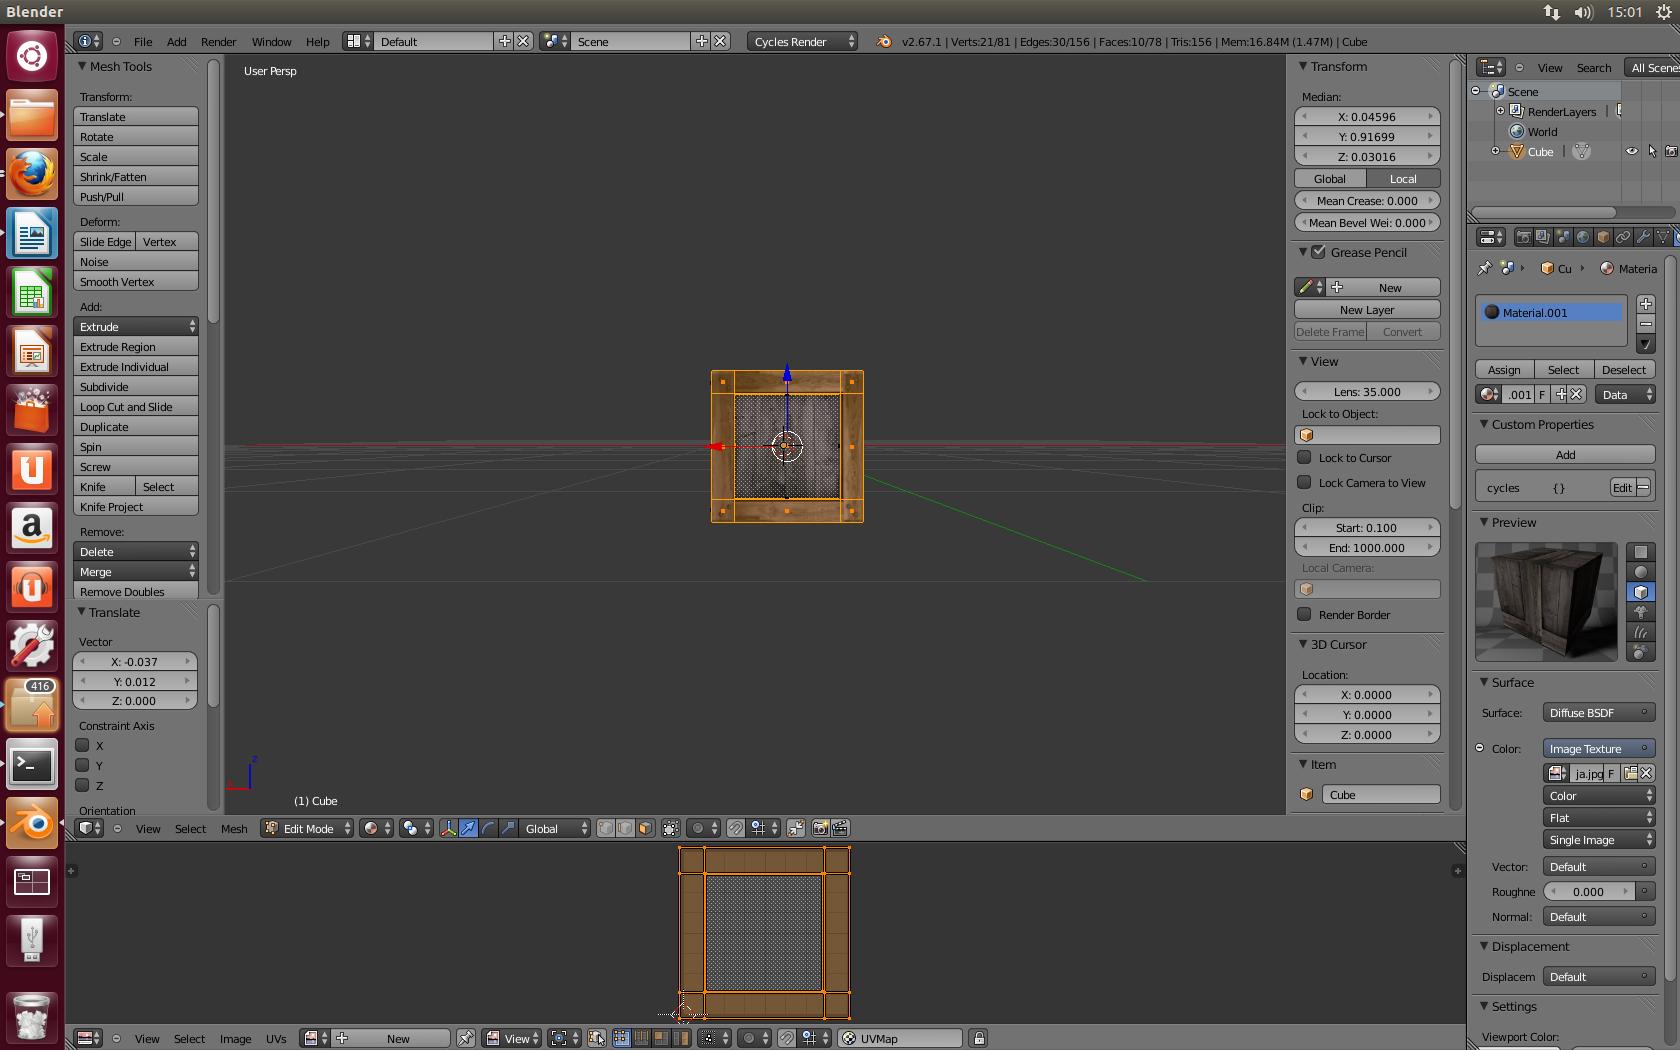 Blender
15:01
File Add Render Window Help Default Scene Cycles Render v2.67.1 | Verts:21/81 | Edges:30/156 | Faces:10/78 | Tris:156 | Mem:16.84M (1.47M) | Cube
Mesh Tools
Transform:
Translate
Rotate
Scale
Shrink/Fatten
Push/Pull
Deform:
Slide Edge Vertex
Noise
Smooth Vertex
Add:
Extrude
Extrude Region
Extrude Individual
Subdivide
Loop Cut and Slide
Duplicate
Spin
Screw
Knife Select
Knife Project
Remove:
Delete
Merge
Remove Doubles
Translate
Vector
X: -0.037
Y: 0.012
Z: 0.000
Constraint Axis
X
Y
Z
Orientation
416
User Persp
z
(1) Cube
View Select Mesh Edit Mode Global
View Select Image UVs New View UVMap
Transform
Median:
X: 0.04596
Y: 0.91699
Z: 0.03016
Global Local
Mean Crease: 0.000
Mean Bevel Wei: 0.000
Grease Pencil
New
New Layer
Delete Frame Convert
View
Lens: 35.000
Lock to Object:
Lock to Cursor
Lock Camera to View
Clip:
Start: 0.100
End: 1000.000
Local Camera:
Render Border
3D Cursor
Location:
X: 0.0000
Y: 0.0000
Z: 0.0000
Item
Cube
View Search All Scene
Scene
RenderLayers |
World
Cube |
Cu Materia
Material.001
Assign Select Deselect
.001 F Data
Custom Properties
Add
cycles {} Edit
Preview
Surface
Surface: Diffuse BSDF
Color: Image Texture
ja.jpg F
Color
Flat
Single Image
Vector: Default
Roughne 0.000
Normal: Default
Displacement
Displacem Default
Settings
Viewport Color: